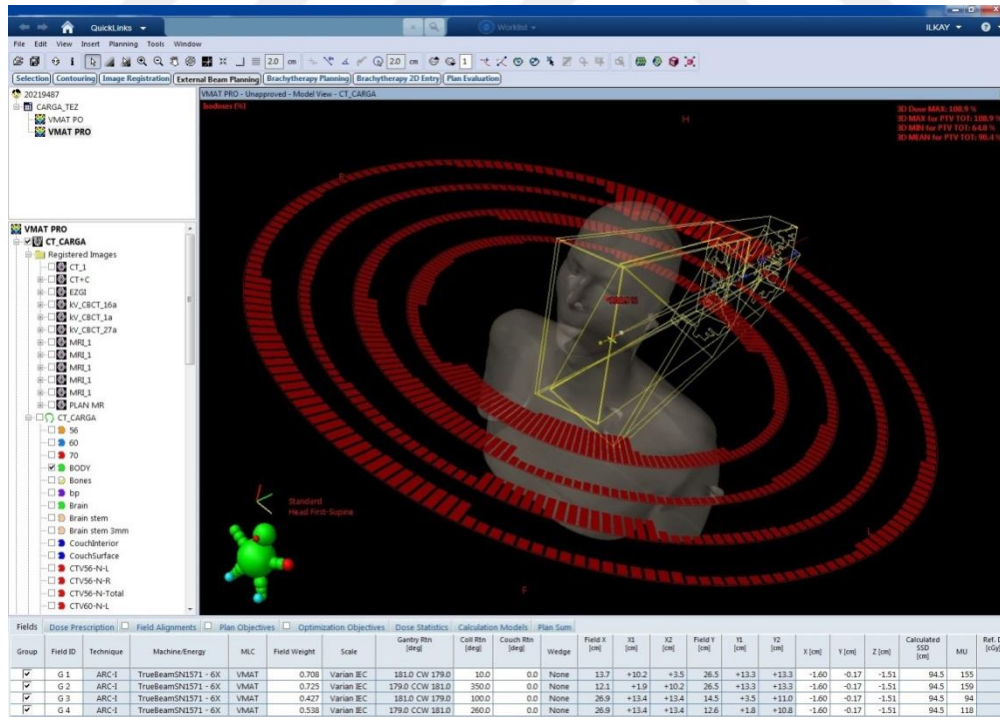 QuickLinks
Worklist
ILKAY
File Edit View Insert Planning Tools Window
2.0 cm 2.0 cm 1
Selection Contouring Image Registration External Beam Planning Brachytherapy Planning Brachytherapy 2D Entry Plan Evaluation
20219487
CARGA_TEZ
VMAT PO
VMAT PRO
VMAT PRO - Unapproved - Model View - CT_CARGA
3D Dose MAX: 108.9 %
3D MAX for PTV TOT: 108.9 %
3D MIN for PTV TOT: 64.8 %
3D MEAN for PTV TOT: 98.4 %
H
R
L
F
Standard
Head First-Supine
VMAT PRO
CT_CARGA
Registered Images
CT_1
CT+C
EZGI
kV_CBCT_16a
kV_CBCT_1a
kV_CBCT_27a
MRI_1
MRI_1
MRI_1
MRI_1
PLAN MR
CT_CARGA
56
60
70
BODY
Bones
bp
Brain
Brain stem
Brain stem 3mm
CouchInterior
CouchSurface
CTV56-N-L
CTV56-N-R
CTV56-N-Total
CTV60-N-L
Fields Dose Prescription Field Alignments Plan Objectives Optimization Objectives Dose Statistics Calculation Models Plan Sum
Group Field ID Technique Machine/Energy MLC Field Weight Scale Gantry Rtn [deg] Coll Rtn [deg] Couch Rtn [deg] Wedge Field X [cm] X1 [cm] X2 [cm] Field Y [cm] Y1 [cm] Y2 [cm] X [cm] Y [cm] Z [cm] Calculated SSD [cm] MU Ref. [cGy]
G 1 ARC-I TrueBeamSN1571 - 6X VMAT 0.708 Varian IEC 181.0 CW 179.0 10.0 0.0 None 13.7 +10.2 +3.5 26.5 +13.3 +13.3 -1.60 -0.17 -1.51 94.5 155
G 2 ARC-I TrueBeamSN1571 - 6X VMAT 0.725 Varian IEC 179.0 CCW 181.0 350.0 0.0 None 12.1 +1.9 +10.2 26.5 +13.3 +13.3 -1.60 -0.17 -1.51 94.5 159
G 3 ARC-I TrueBeamSN1571 - 6X VMAT 0.427 Varian IEC 181.0 CW 179.0 100.0 0.0 None 26.9 +13.4 +13.4 14.5 +3.5 +11.0 -1.60 -0.17 -1.51 94.5 94
G 4 ARC-I TrueBeamSN1571 - 6X VMAT 0.538 Varian IEC 179.0 CCW 181.0 260.0 0.0 None 26.9 +13.4 +13.4 12.6 +1.8 +10.8 -1.60 -0.17 -1.51 94.5 118